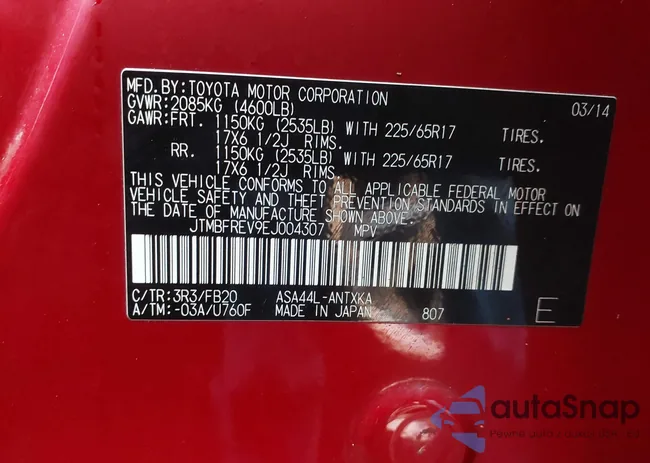 MFD.BY:TOYOTA MOTOR CORPORATION 03/14
GVWR:2085KG (4600LB)
GAWR:FRT. 1150KG (2535LB) WITH 225/65R17 TIRES.
17X6 1/2J RIMS.
RR. 1150KG (2535LB) WITH 225/65R17 TIRES.
17X6 1/2J RIMS.
THIS VEHICLE CONFORMS TO ALL APPLICABLE FEDERAL MOTOR
VEHICLE SAFETY AND THEFT PREVENTION STANDARDS IN EFFECT ON
THE DATE OF MANUFACTURE SHOWN ABOVE.
JTMBFREV9EJ004307 MPV
C/TR:3R3/FB20 ASA44L-ANTXKA
A/TM:-03A/U760F MADE IN JAPAN 807 E
autaSnap
Pewne auta z